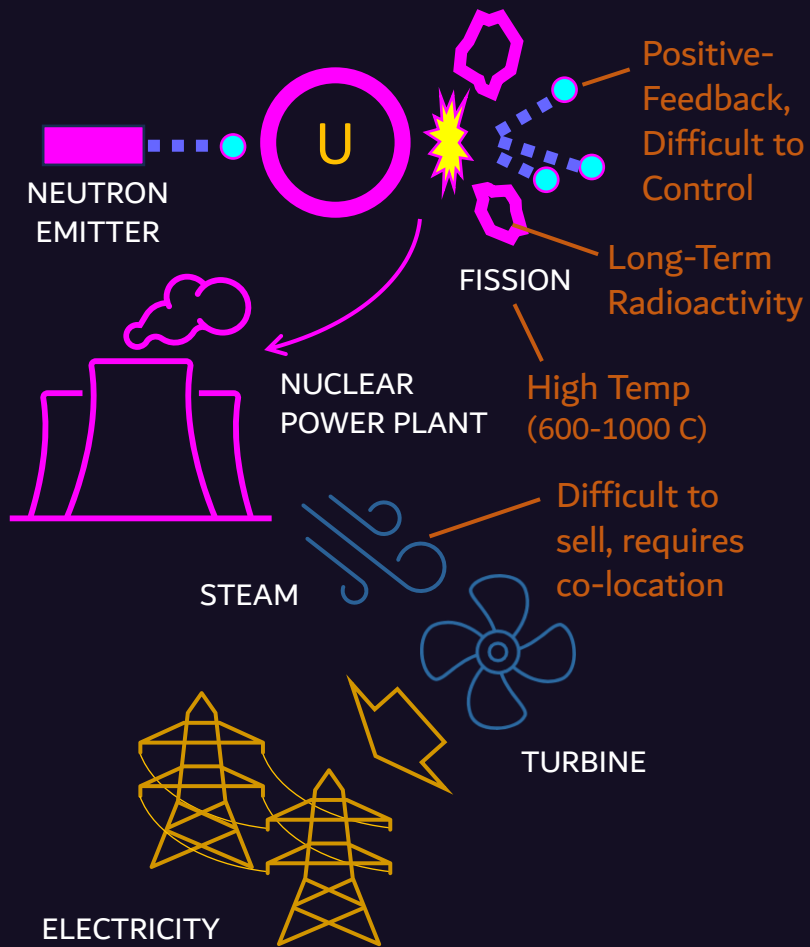 Positive-
Feedback,
Difficult to
Control
U
NEUTRON
EMITTER
Long-Term
Radioactivity
FISSION
NUCLEAR
POWER PLANT
High Temp
(600-1000 C)
Difficult to
sell, requires
co-location
STEAM
TURBINE
ELECTRICITY